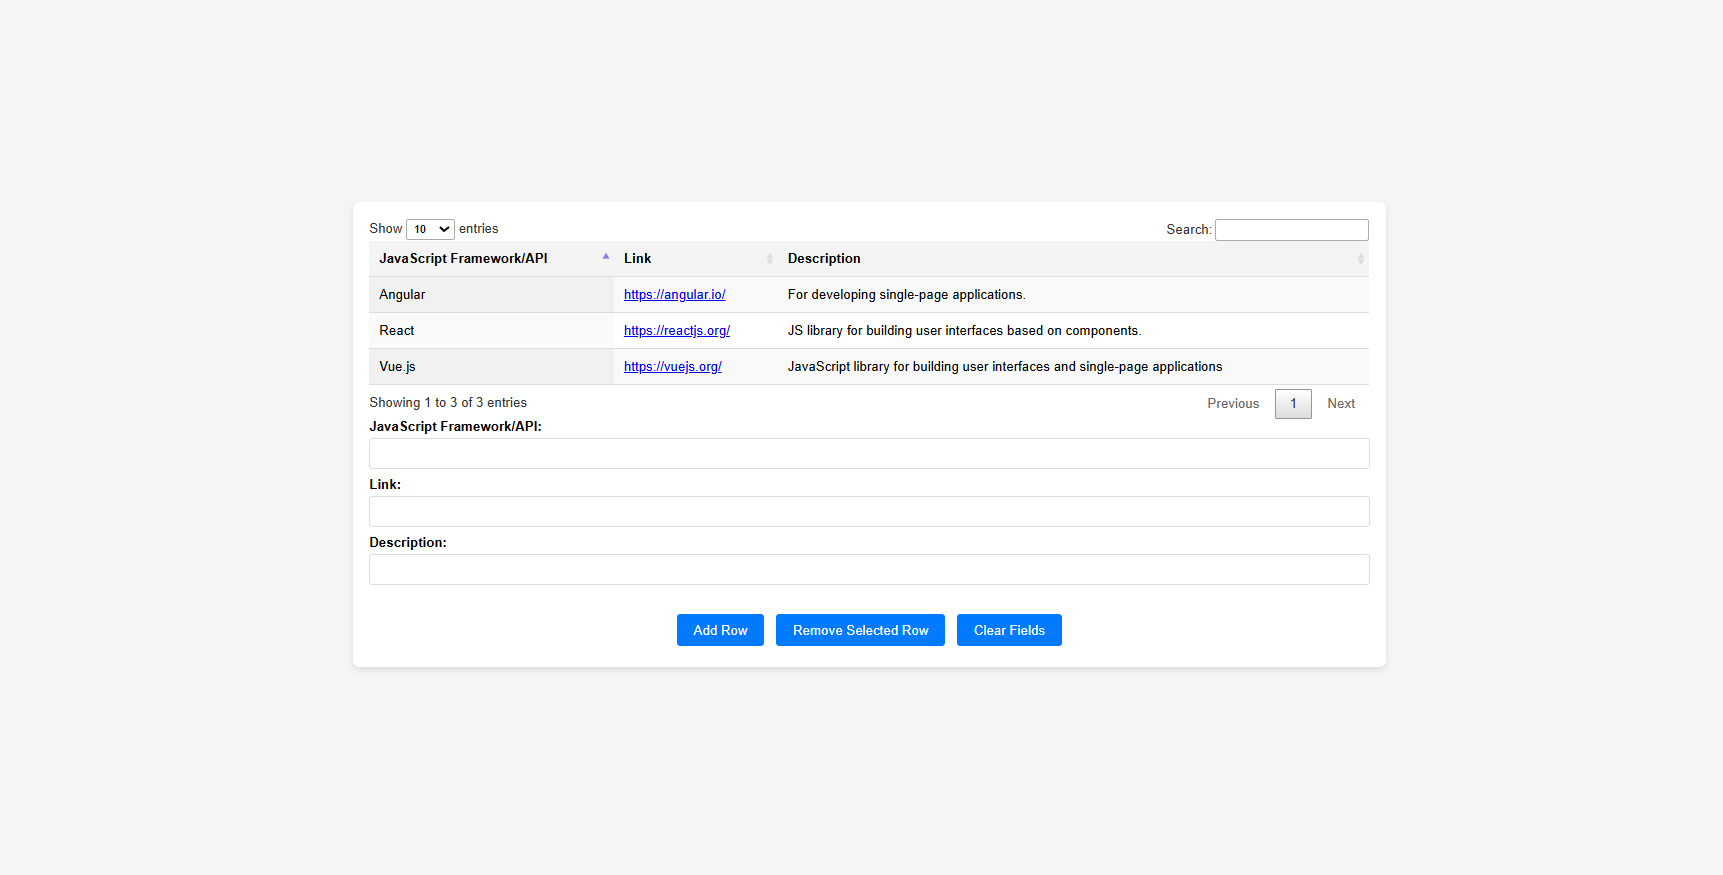 Show 10 entries Search:
JavaScript Framework/API Link Description
Angular https://angular.io/ For developing single-page applications.
React https://reactjs.org/ JS library for building user interfaces based on components.
Vue.js https://vuejs.org/ JavaScript library for building user interfaces and single-page applications
Showing 1 to 3 of 3 entries Previous 1 Next
JavaScript Framework/API:
Link:
Description:
Add Row Remove Selected Row Clear Fields